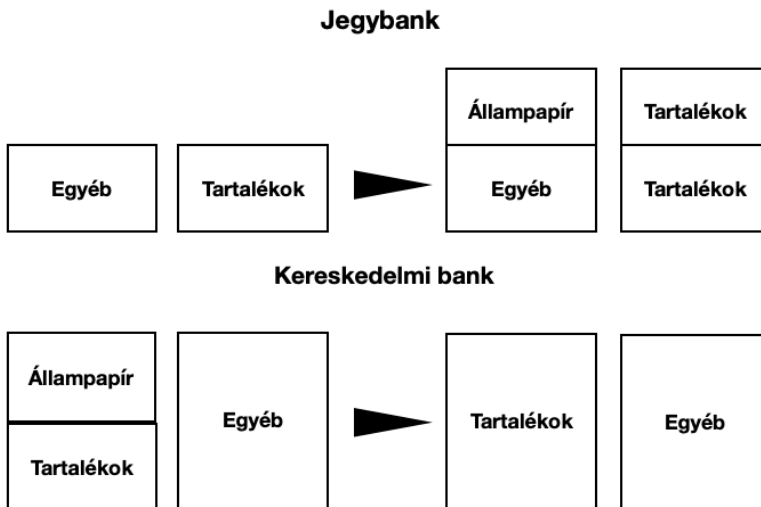 Jegybank
Állampapír
Tartalékok
Egyéb
Tartalékok
Egyéb
Tartalékok
Kereskedelmi bank
Állampapír
Tartalékok
Egyéb
Tartalékok
Egyéb